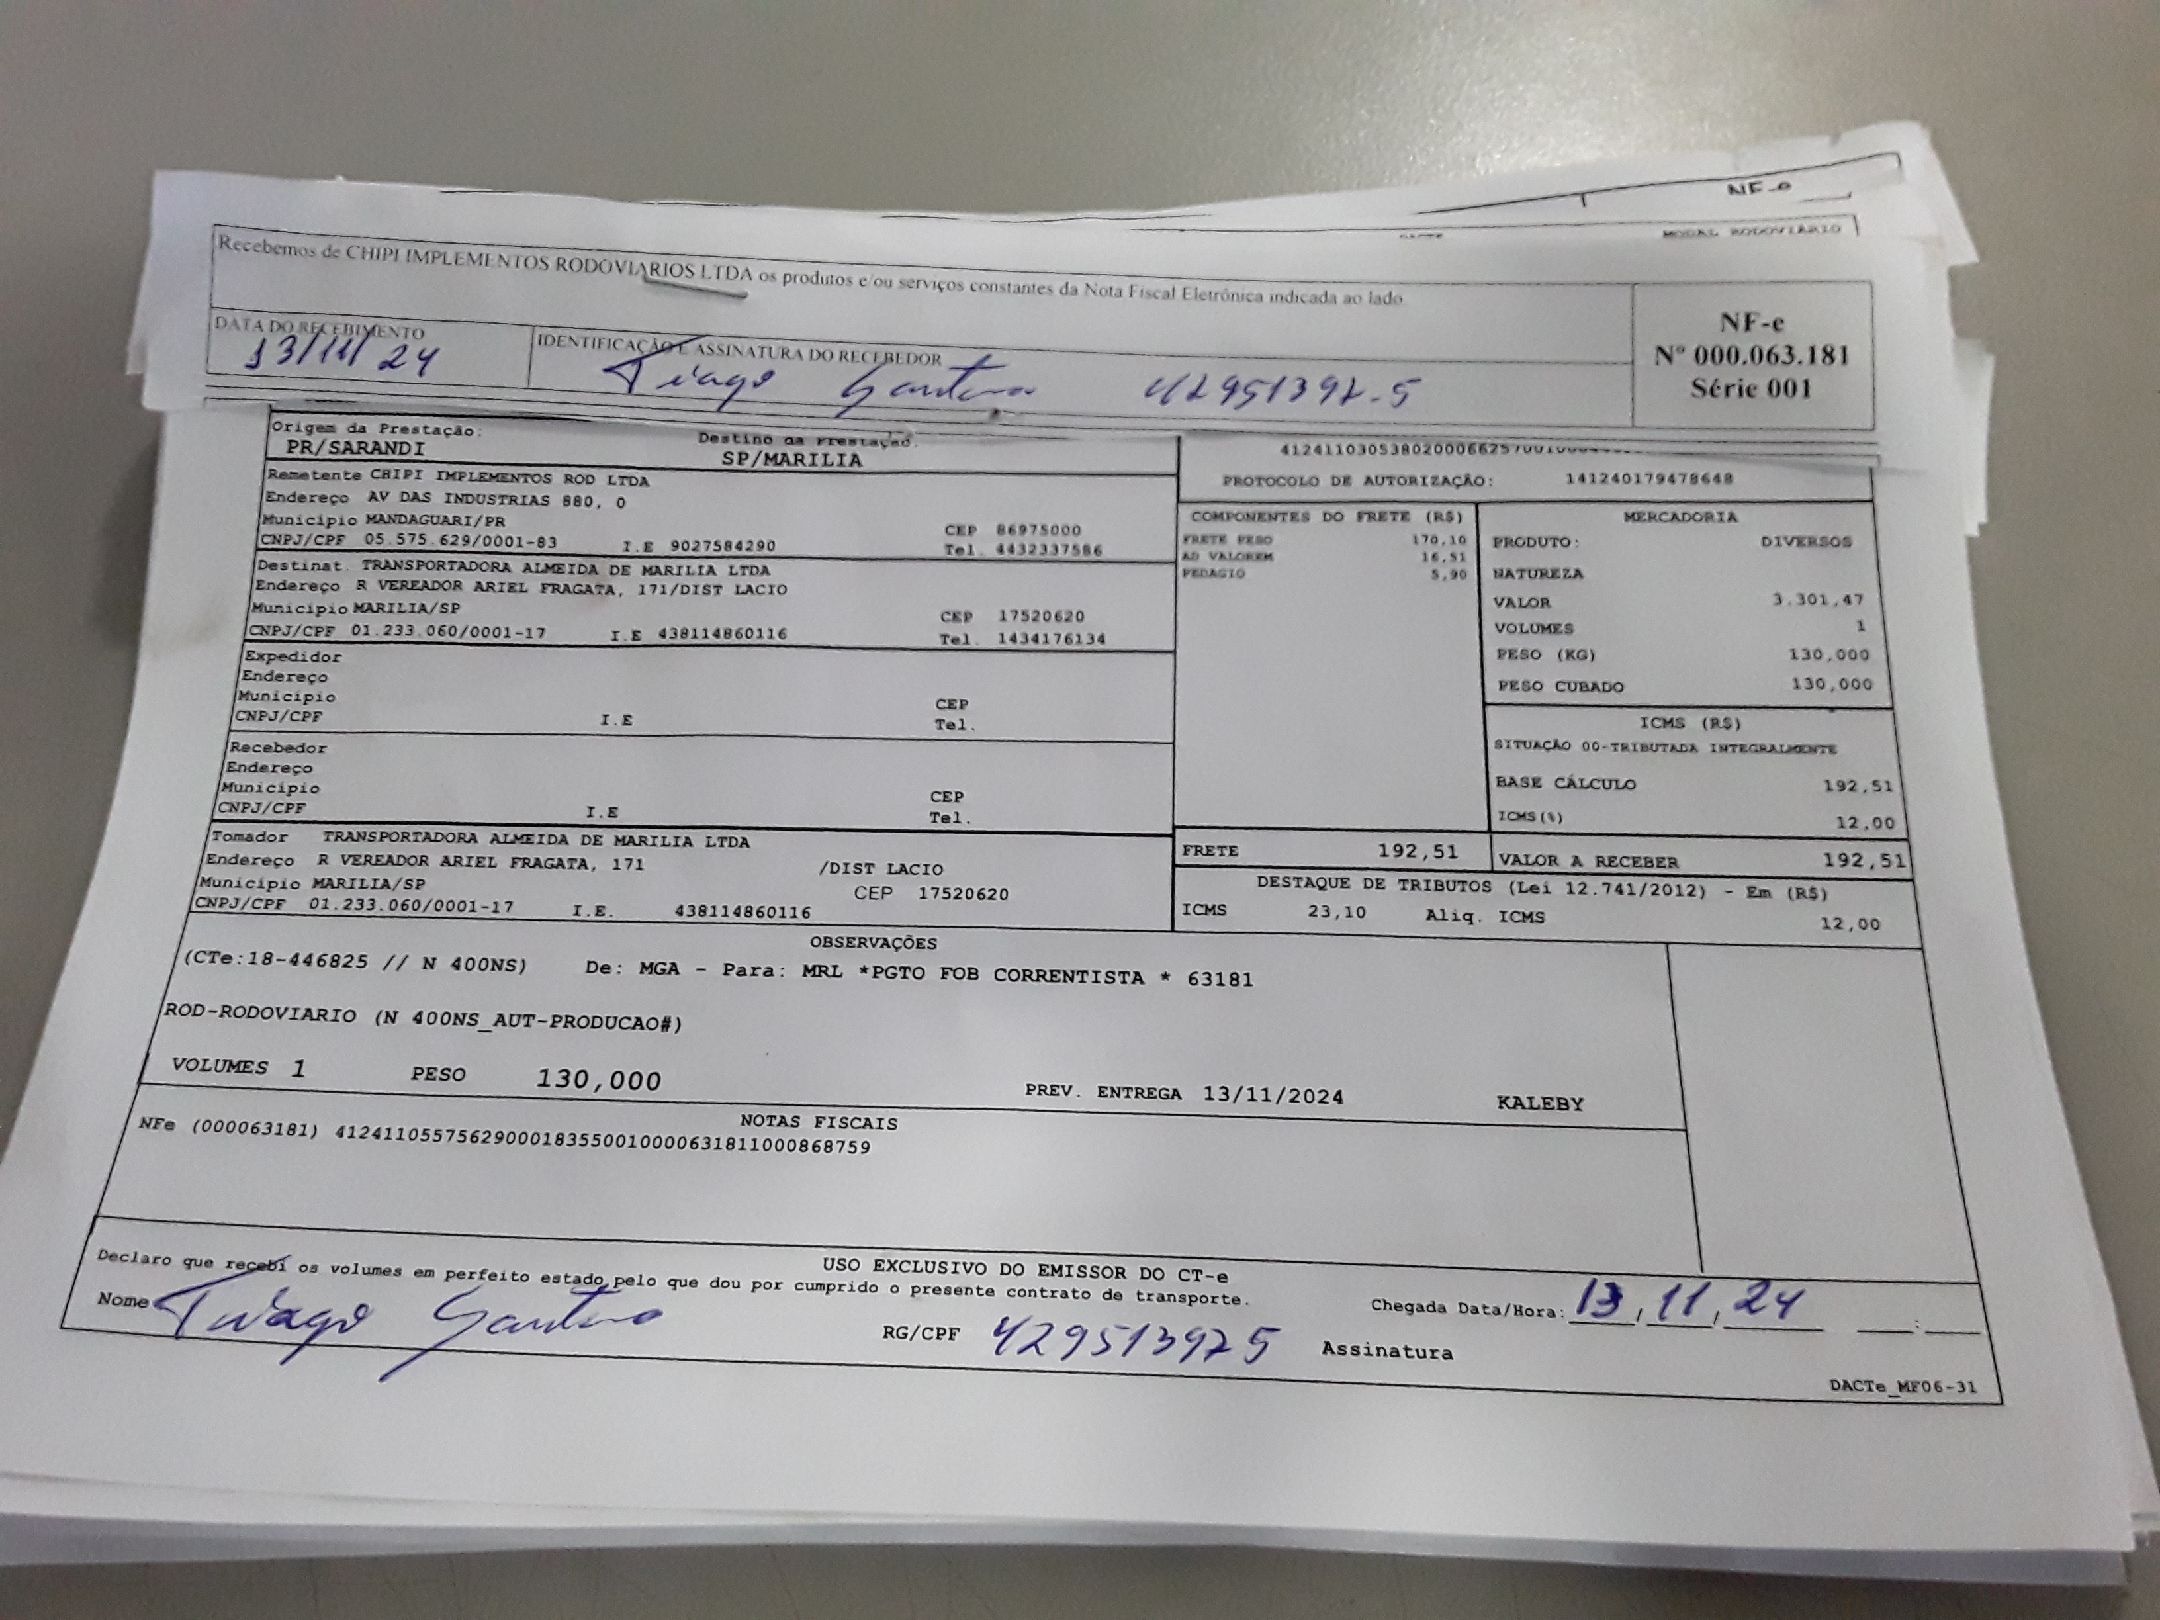 NF-e
MODAL RODOVIÁRIO
Recebemos de CHIPI IMPLEMENTOS RODOVIARIOS LTDA os produtos e/ou serviços constantes da Nota Fiscal Eletrônica indicada ao lado
NF-e
Nº 000.063.181
Série 001
DATA DO RECEBIMENTO
13/11/24
IDENTIFICAÇÃO E ASSINATURA DO RECEBEDOR
Tiago 42951397-5
Origem da Prestação: Destino da Prestação.
PR/SARANDI SP/MARILIA
PROTOCOLO DE AUTORIZAÇÃO: 141240179478648
Remetente CHIPI IMPLEMENTOS ROD LTDA
Endereço AV DAS INDUSTRIAS 880, 0
Município MANDAGUARI/PR CEP 86975000
CNPJ/CPF 05.575.629/0001-83 I.E 9027584290 Tel. 4432337586
Destinat. TRANSPORTADORA ALMEIDA DE MARILIA LTDA
Endereço R VEREADOR ARIEL FRAGATA, 171/DIST LACIO
Município MARILIA/SP CEP 17520620
CNPJ/CPF 01.233.060/0001-17 I.E 438114860116 Tel. 1434176134
Expedidor
Endereço
Município CEP
CNPJ/CPF I.E Tel.
Recebedor
Endereço
Município CEP
CNPJ/CPF I.E Tel.
Tomador TRANSPORTADORA ALMEIDA DE MARILIA LTDA
Endereço R VEREADOR ARIEL FRAGATA, 171 /DIST LACIO
Município MARILIA/SP CEP 17520620
CNPJ/CPF 01.233.060/0001-17 I.E. 438114860116
COMPONENTES DO FRETE (R$)
FRETE PESO 170,10
AD VALOREM 16,51
PEDAGIO 5,90
MERCADORIA
PRODUTO: DIVERSOS
NATUREZA
VALOR 3.301,47
VOLUMES 1
PESO (KG) 130,000
PESO CUBADO 130,000
ICMS (R$)
SITUAÇÃO 00-TRIBUTADA INTEGRALMENTE
BASE CÁLCULO 192,51
ICMS(%) 12,00
FRETE 192,51 VALOR A RECEBER 192,51
DESTAQUE DE TRIBUTOS (Lei 12.741/2012) - Em (R$)
ICMS 23,10 Aliq. ICMS 12,00
OBSERVAÇÕES
(CTe:18-446825 // N 400NS) De: MGA - Para: MRL *PGTO FOB CORRENTISTA * 63181
ROD-RODOVIARIO (N 400NS_AUT-PRODUCAO#)
VOLUMES 1 PESO 130,000 PREV. ENTREGA 13/11/2024 KALEBY
NOTAS FISCAIS
NFe (000063181) 41241105575629000183550010000631811000868759
USO EXCLUSIVO DO EMISSOR DO CT-e
Declaro que recebi os volumes em perfeito estado pelo que dou por cumprido o presente contrato de transporte.
Chegada Data/Hora: 13/11/24 __:__
Nome Tiago RG/CPF 429513975 Assinatura
DACTe_MF06-31